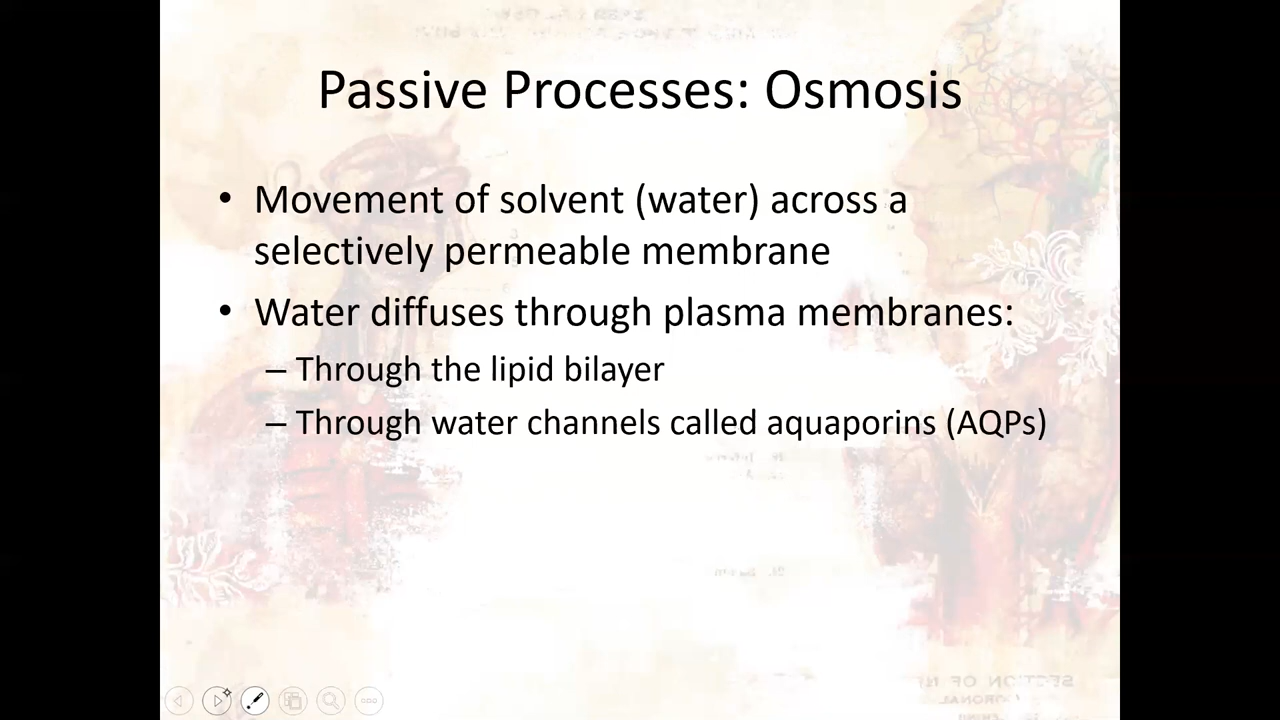 Passive Processes: Osmosis
• Movement of solvent (water) across a
selectively permeable membrane
• Water diffuses through plasma membranes:
– Through the lipid bilayer
– Through water channels called aquaporins (AQPs)